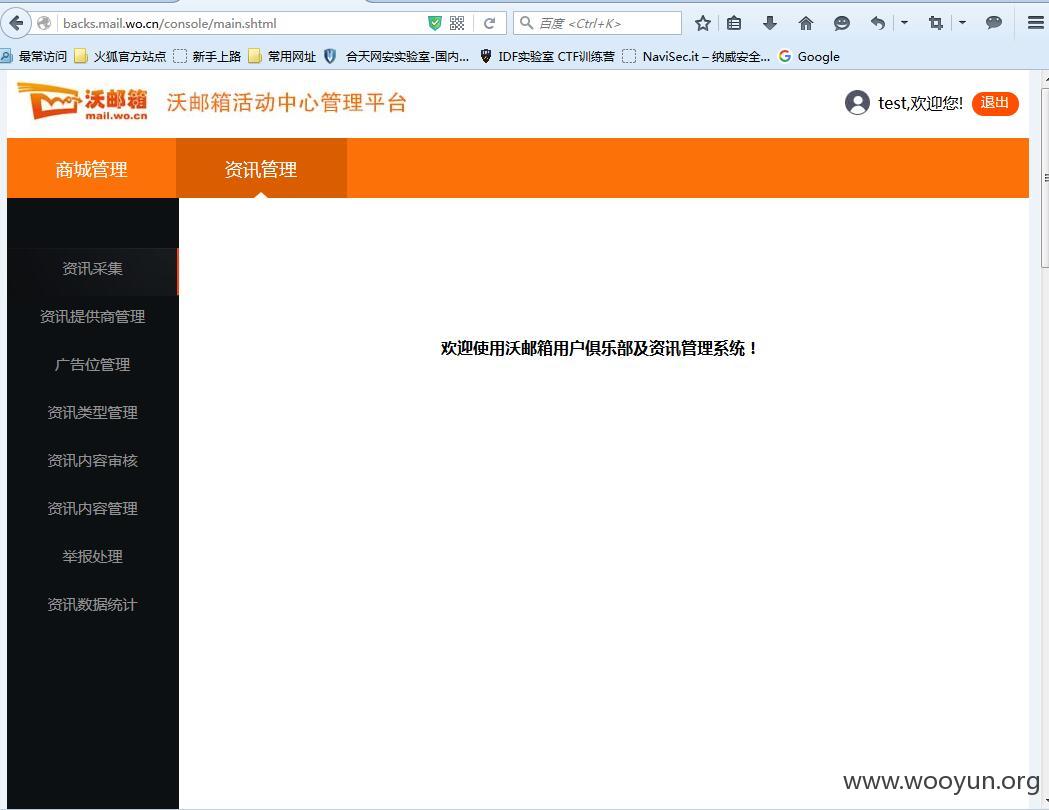 backs.mail.wo.cn/console/main.shtml
百度 <Ctrl+K>
最常访问 火狐官方站点 新手上路 常用网址 合天网安实验室-国内... IDF实验室 CTF训练营 NaviSec.it – 纳威安全... Google
沃邮箱
mail.wo.cn
沃邮箱活动中心管理平台
test,欢迎您! 退出
商城管理 资讯管理
资讯采集
资讯提供商管理
欢迎使用沃邮箱用户俱乐部及资讯管理系统！
广告位管理
资讯类型管理
资讯内容审核
资讯内容管理
举报处理
资讯数据统计
www.wooyun.org